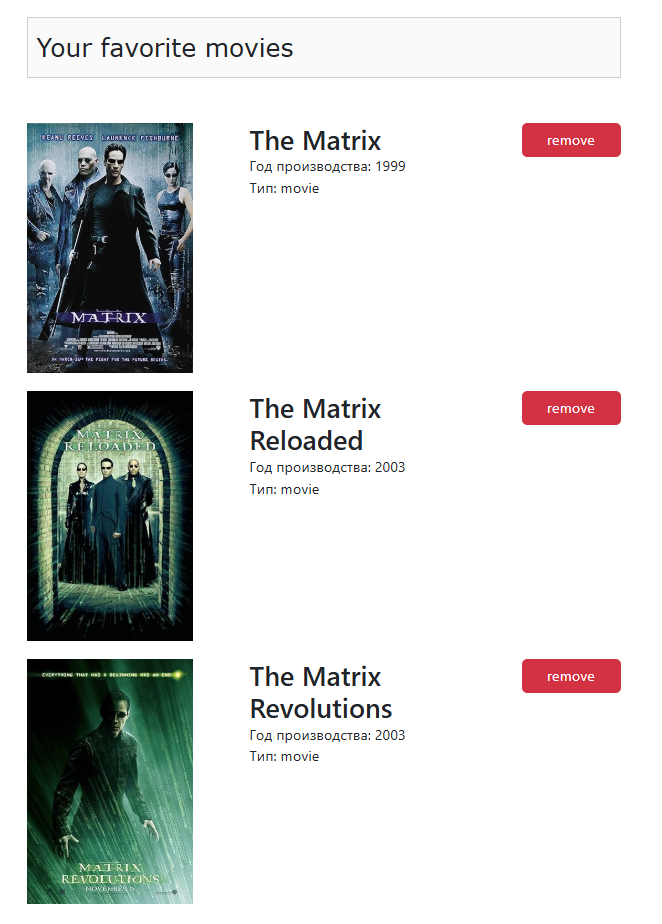 Your favorite movies
KEANU REEVES LAURENCE FISHBURNE
The Matrix
remove
Год производства: 1999
Тип: movie
MATRIX
ON MARCH 31ST THE FIGHT FOR THE FUTURE BEGINS.
The Matrix
remove
Reloaded
Год производства: 2003
Тип: movie
MATRIX
RELOADED
The Matrix
remove
Revolutions
Год производства: 2003
Тип: movie
EVERYTHING THAT HAS A BEGINNING HAS AN END
MATRIX
REVOLUTIONS
NOVEMBER 5